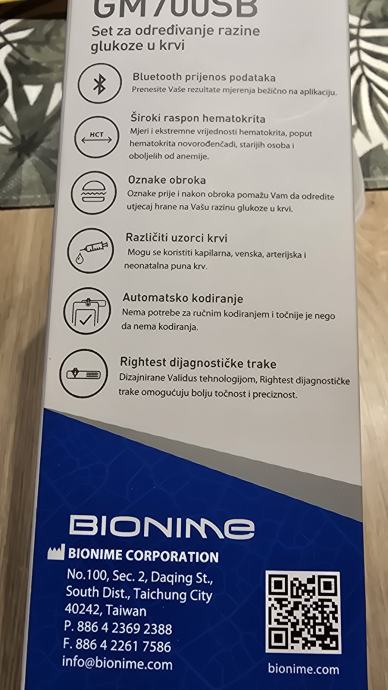 GM700SB
Set za određivanje razine
glukoze u krvi
Bluetooth prijenos podataka
Prenesite Vaše rezultate mjerenja bežično na aplikaciju.
HCT
Široki raspon hematokrita
Mjeri i ekstremne vrijednosti hematokrita, poput
hematokrita novorođenčadi, starijih osoba i
oboljelih od anemije.
Oznake obroka
Oznake prije i nakon obroka pomažu Vam da odredite
utjecaj hrane na Vašu razinu glukoze u krvi.
Različiti uzorci krvi
Mogu se koristiti kapilarna, venska, arterijska i
neonatalna puna krv.
Automatsko kodiranje
Nema potrebe za ručnim kodiranjem i točnije je nego
da nema kodiranja.
Rightest dijagnostičke trake
Dizajnirane Validus tehnologijom, Rightest dijagnostičke
trake omogućuju bolju točnost i preciznost.
BIONIME
BIONIME CORPORATION
No.100, Sec. 2, Daqing St.,
South Dist., Taichung City
40242, Taiwan
P. 886 4 2369 2388
F. 886 4 2261 7586
info@bionime.com
bionime.com